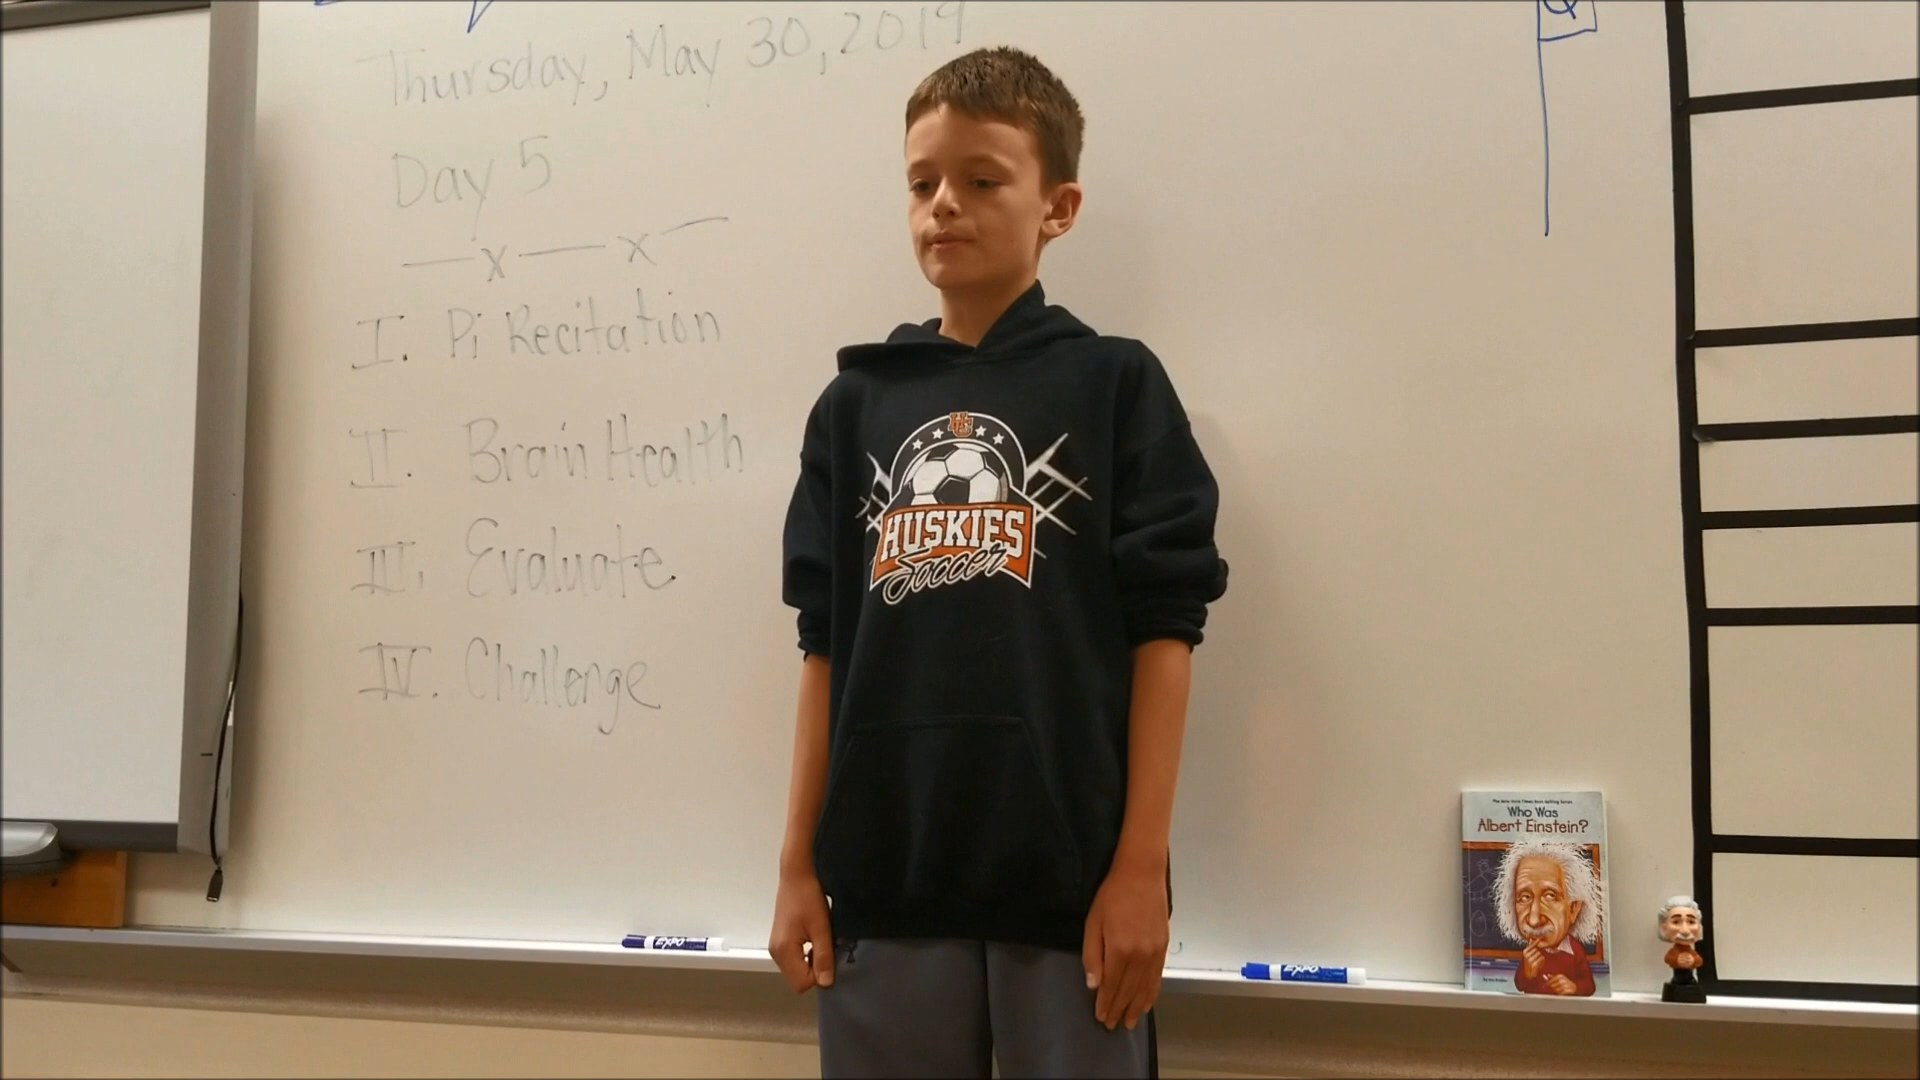 Thursday, May 30, 2019
Day 5
I. Pi Recitation
II. Brain Health
III. Evaluate
IV. Challenge
UC
HUSKIES
Soccer
EXPO
EXPO
Who Was
Albert Einstein?